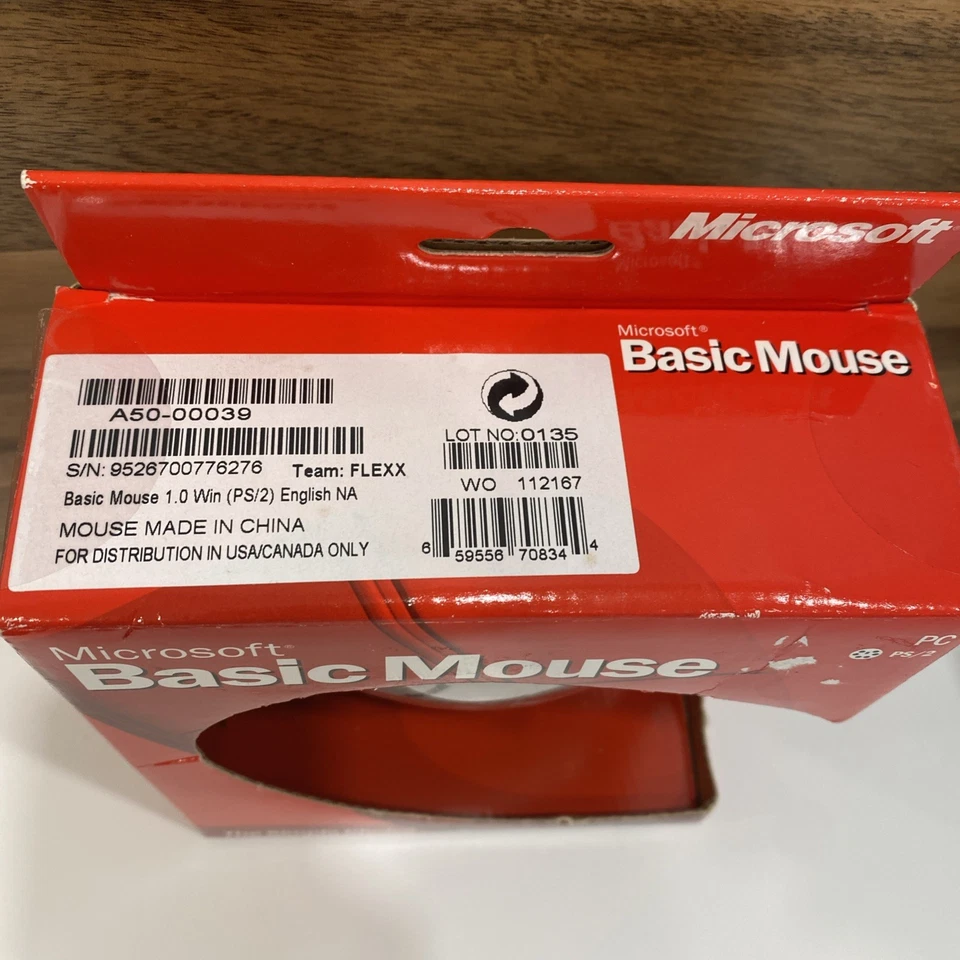 Microsoft
Microsoft®
Basic Mouse
A50-00039
S/N: 9526700776276 Team: FLEXX
Basic Mouse 1.0 Win (PS/2) English NA
MOUSE MADE IN CHINA
FOR DISTRIBUTION IN USA/CANADA ONLY
LOT NO: 0135
WO 112167
6 59556 70834 4
Microsoft®
Basic Mouse
PC
PS/2